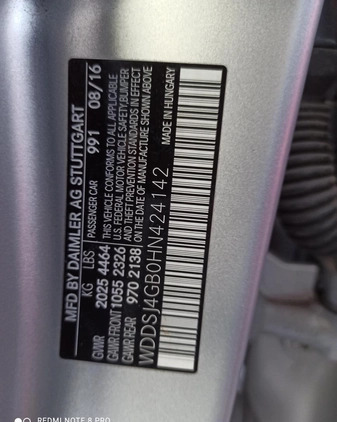 MFD BY DAIMLER AG STUTTGART
KG LBS PASSENGER CAR 991 08/16
GVWR 2025 4464 THIS VEHICLE CONFORMS TO ALL APPLICABLE
GAWR FRONT 1055 2326 U.S. FEDERAL MOTOR VEHICLE SAFETY,BUMPER
GAWR REAR 970 2138 AND THEFT PREVENTION STANDARDS IN EFFECT
ON DATE OF MANUFACTURE SHOWN ABOVE
WDDSJ4GB0HN424142 MADE IN HUNGARY
REDMI NOTE 8 PRO